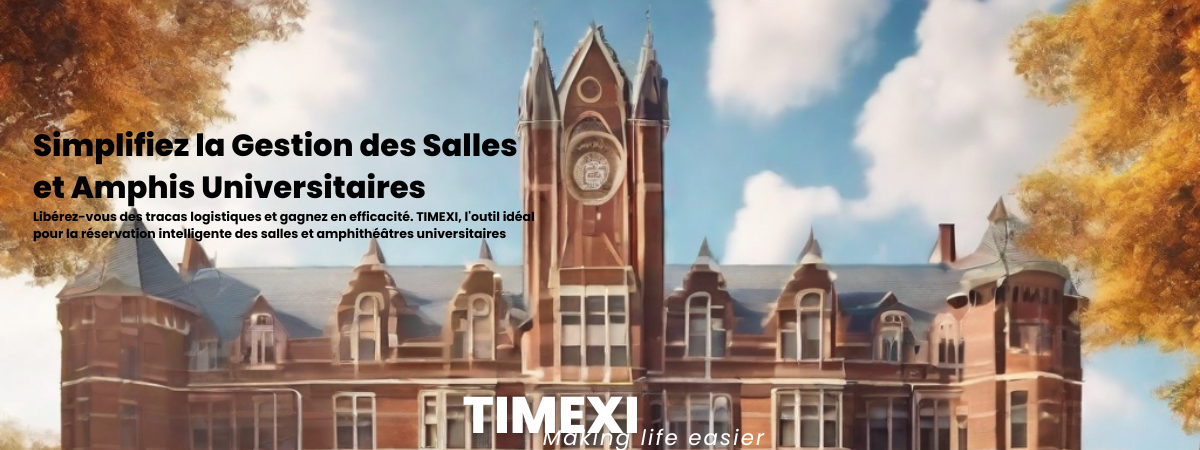 Simplifiez la Gestion des Salles
et Amphis Universitaires
Libérez-vous des tracas logistiques et gagnez en efficacité. TIMEXI, l'outil idéal
pour la réservation intelligente des salles et amphithéâtres universitaires
TIMEXI
Making life easier